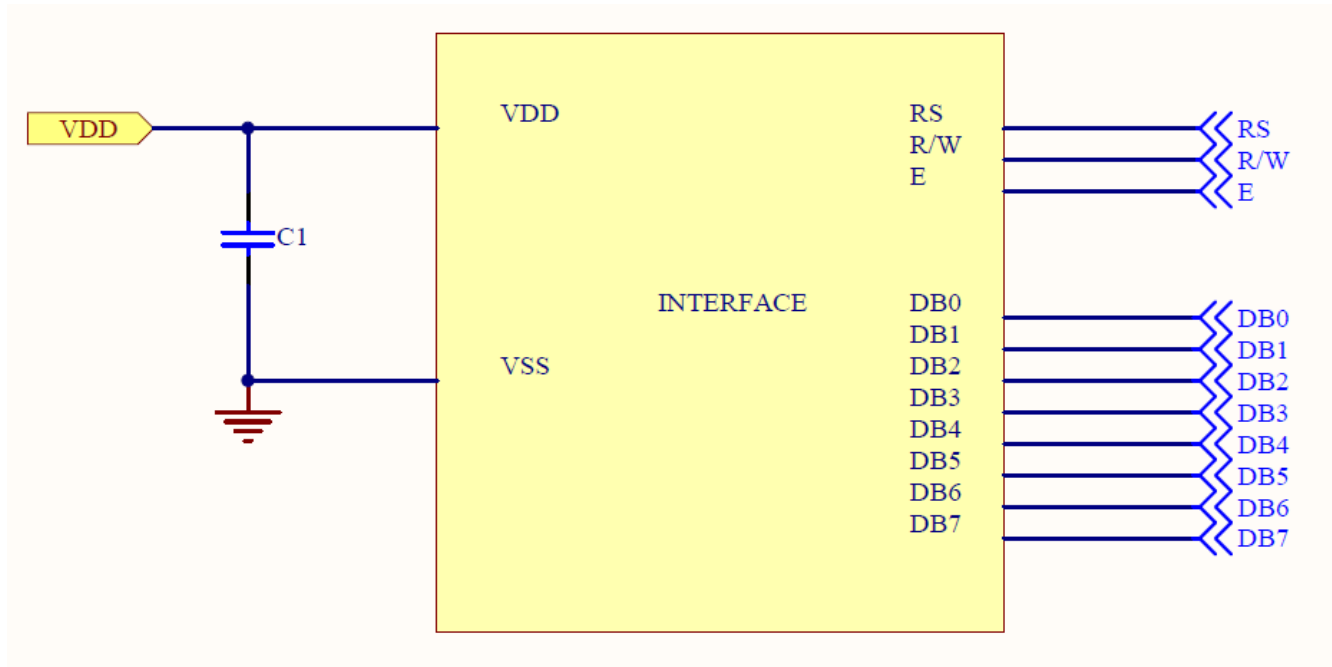 VDD
C1
VDD
VSS
INTERFACE
RS
R/W
E
DB0
DB1
DB2
DB3
DB4
DB5
DB6
DB7
RS
R/W
E
DB0
DB1
DB2
DB3
DB4
DB5
DB6
DB7